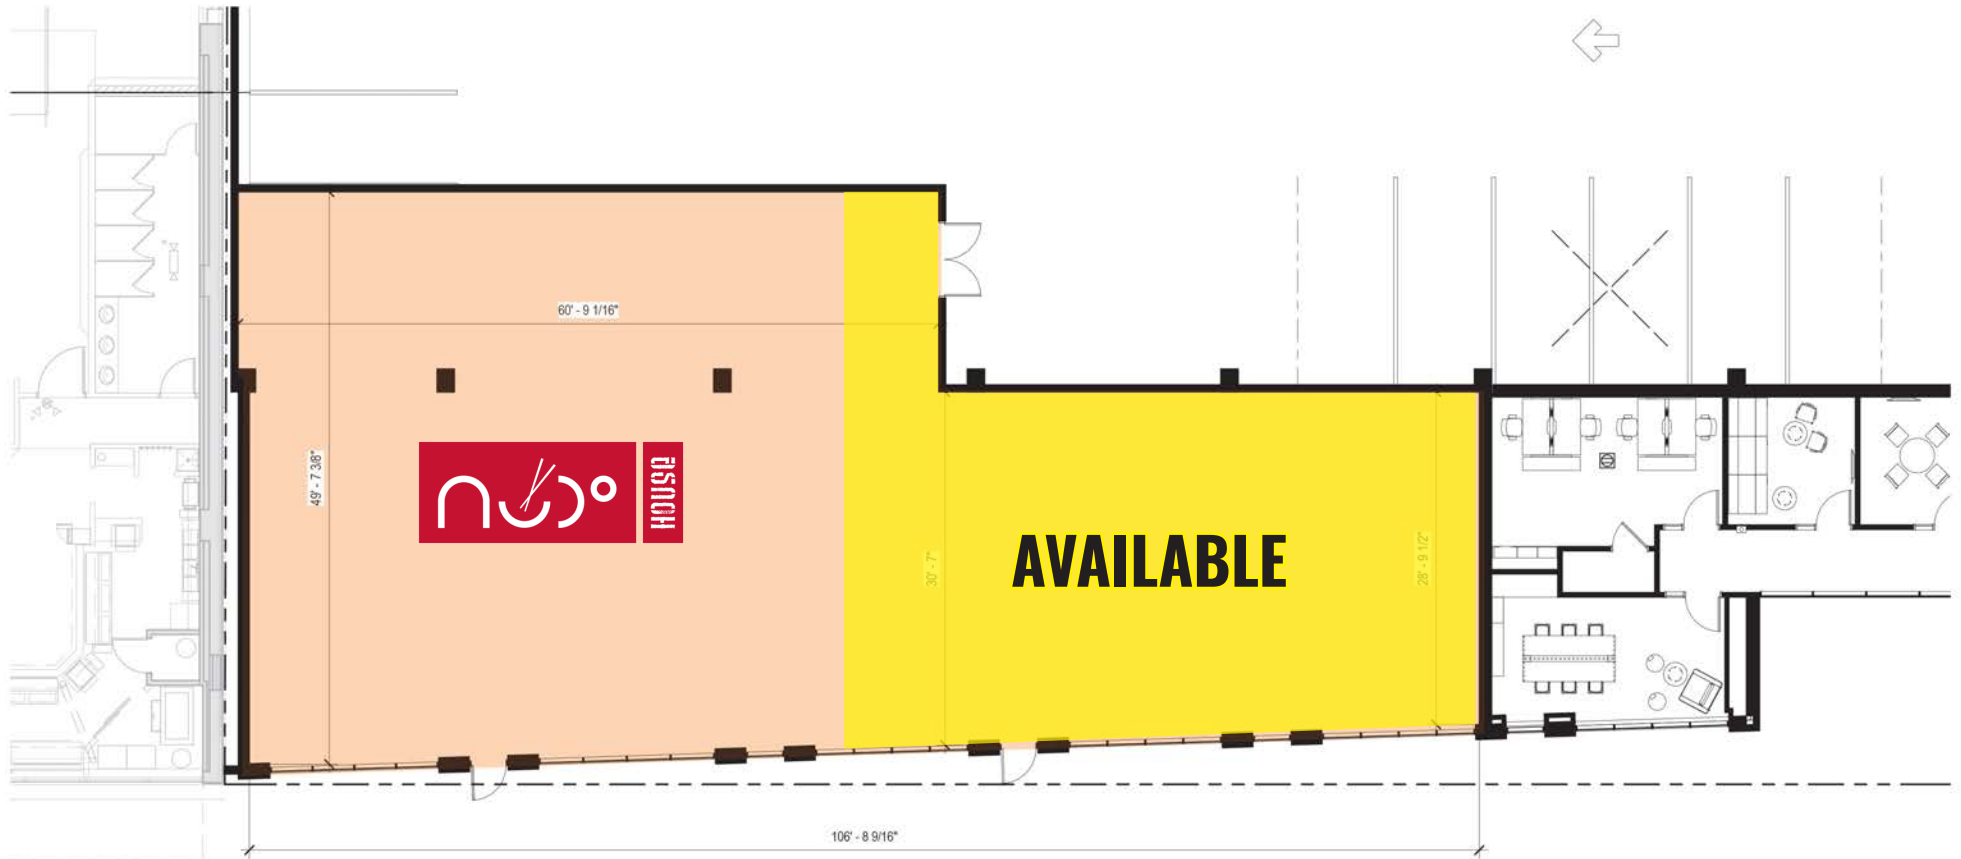 60' - 9 1/16"
49' - 7 3/8"
nudo
HOUSE
AVAILABLE
30' - 7"
28' - 9 1/2"
106' - 8 9/16"